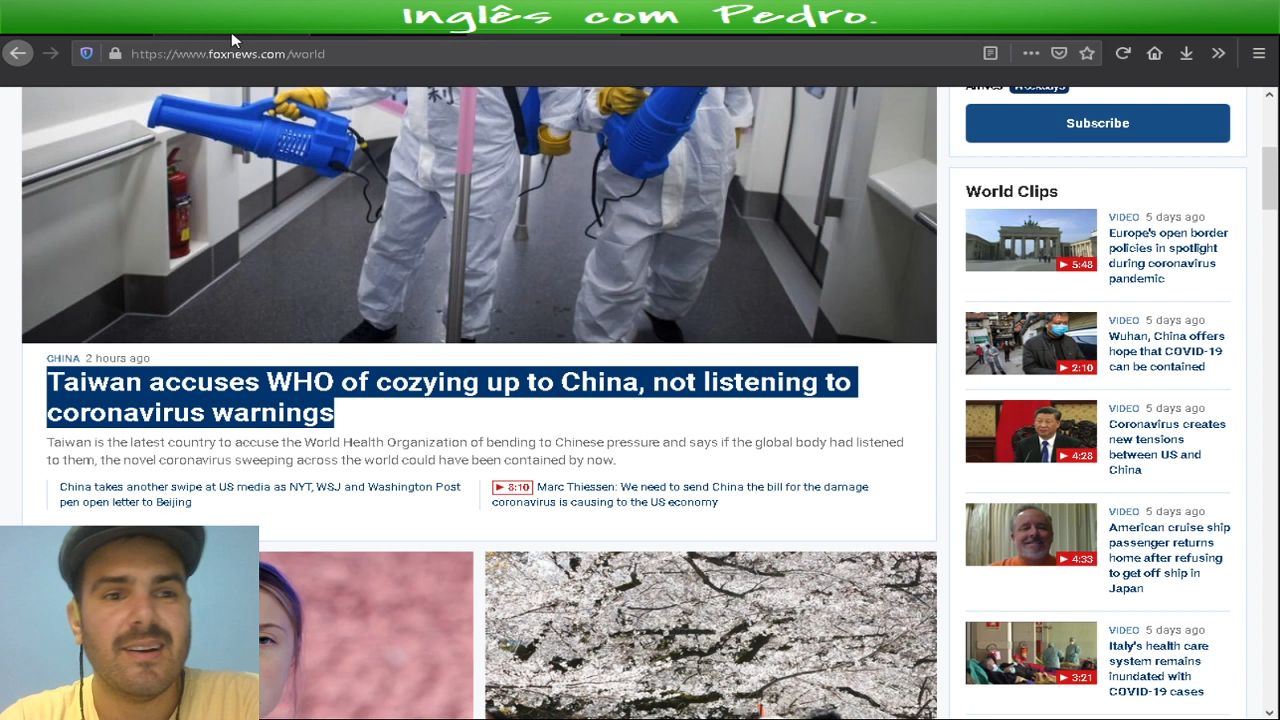 Inglês com Pedro.
https://www.foxnews.com/world
Arrives Weekdays
Subscribe
World Clips
VIDEO 5 days ago
Europe's open border
policies in spotlight
during coronavirus
pandemic
5:48
VIDEO 5 days ago
Wuhan, China offers
hope that COVID-19
can be contained
2:10
VIDEO 5 days ago
Coronavirus creates
new tensions
between US and
China
4:28
VIDEO 5 days ago
American cruise ship
passenger returns
home after refusing
to get off ship in
Japan
4:33
VIDEO 5 days ago
Italy's health care
system remains
inundated with
COVID-19 cases
3:21
CHINA 2 hours ago
Taiwan accuses WHO of cozying up to China, not listening to
coronavirus warnings
Taiwan is the latest country to accuse the World Health Organization of bending to Chinese pressure and says if the global body had listened
to them, the novel coronavirus sweeping across the world could have been contained by now.
China takes another swipe at US media as NYT, WSJ and Washington Post
pen open letter to Beijing
8:10 Marc Thiessen: We need to send China the bill for the damage
coronavirus is causing to the US economy